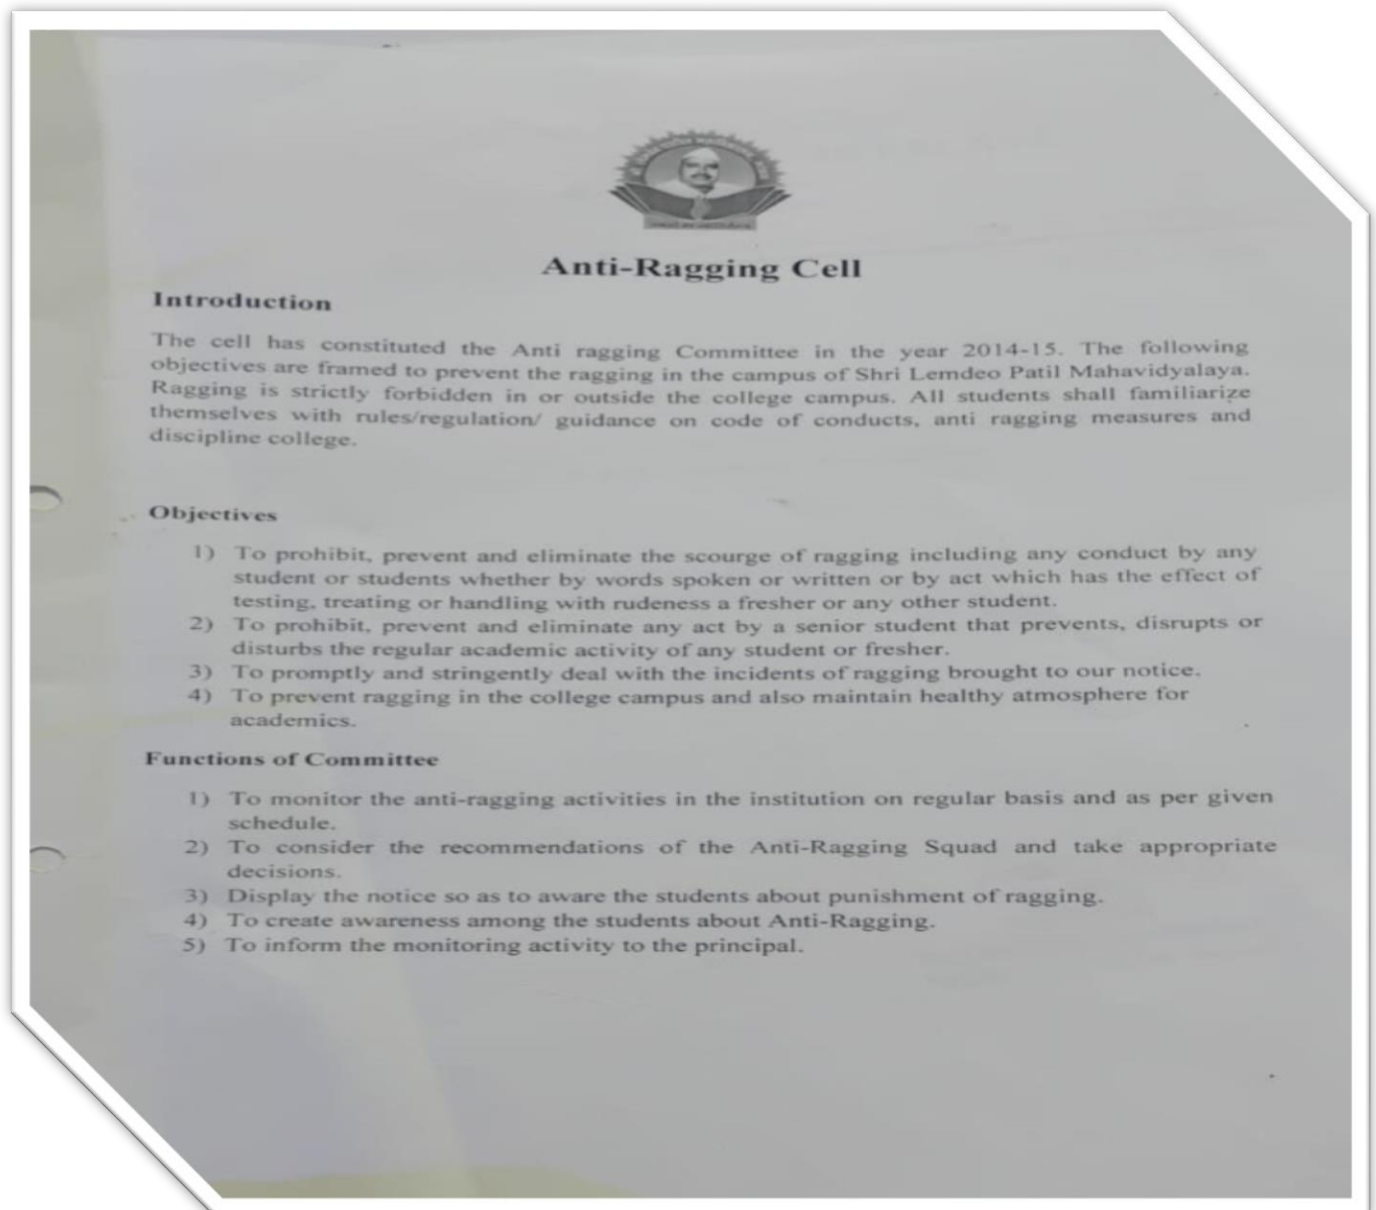 Anti-Ragging Cell
Introduction
The cell has constituted the Anti ragging Committee in the year 2014-15. The following
objectives are framed to prevent the ragging in the campus of Shri Lemdeo Patil Mahavidyalaya.
Ragging is strictly forbidden in or outside the college campus. All students shall familiarize
themselves with rules/regulation/ guidance on code of conducts, anti ragging measures and
discipline college.
Objectives
1) To prohibit, prevent and eliminate the scourge of ragging including any conduct by any
student or students whether by words spoken or written or by act which has the effect of
testing, treating or handling with rudeness a fresher or any other student.
2) To prohibit, prevent and eliminate any act by a senior student that prevents, disrupts or
disturbs the regular academic activity of any student or fresher.
3) To promptly and stringently deal with the incidents of ragging brought to our notice.
4) To prevent ragging in the college campus and also maintain healthy atmosphere for
academics.
Functions of Committee
1) To monitor the anti-ragging activities in the institution on regular basis and as per given
schedule.
2) To consider the recommendations of the Anti-Ragging Squad and take appropriate
decisions.
3) Display the notice so as to aware the students about punishment of ragging.
4) To create awareness among the students about Anti-Ragging.
5) To inform the monitoring activity to the principal.